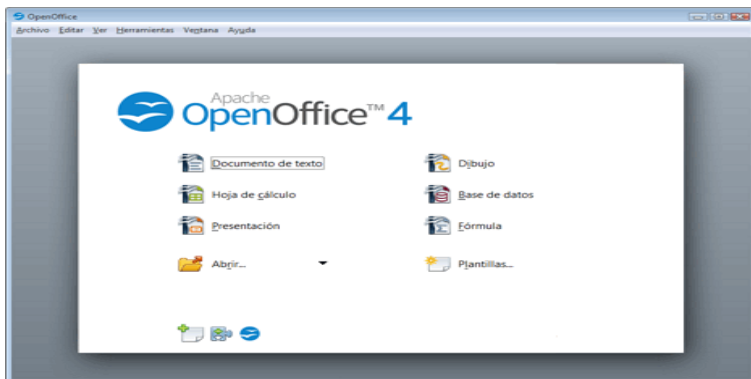 OpenOffice
Archivo Editar Ver Herramientas Ventana Ayuda
Apache
OpenOffice™ 4
Documento de texto
Dibujo
Hoja de cálculo
Base de datos
Presentación
Fórmula
Abrir...
Plantillas...